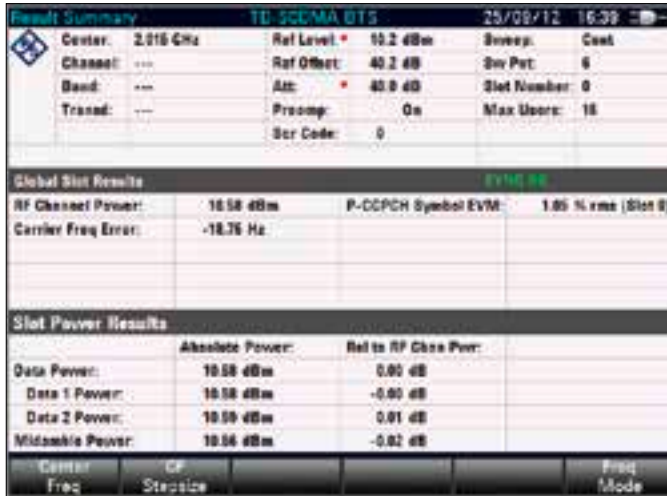 Result Summary TD-SCDMA BTS 25/09/12 16:39
Center: 2.015 GHz Ref Level: 10.2 dBm Sweep: Cont
Channel: --- Ref Offset: 40.2 dB Sw Pnt: 6
Band: --- Att: 40.0 dB Slot Number: 0
Transd: --- Preamp: On Max Users: 16
Scr Code: 0
Global Slot Results SYNC OK
RF Channel Power: 10.58 dBm P-CCPCH Symbol EVM: 1.05 % rms (Slot 0)
Carrier Freq Error: -18.76 Hz
Slot Power Results
Absolute Power: Rel to RF Chan Pwr:
Data Power: 10.58 dBm 0.00 dB
Data 1 Power: 10.58 dBm -0.00 dB
Data 2 Power: 10.59 dBm 0.01 dB
Midamble Power: 10.56 dBm -0.02 dB
Center Freq CF Stepsize Freq Mode